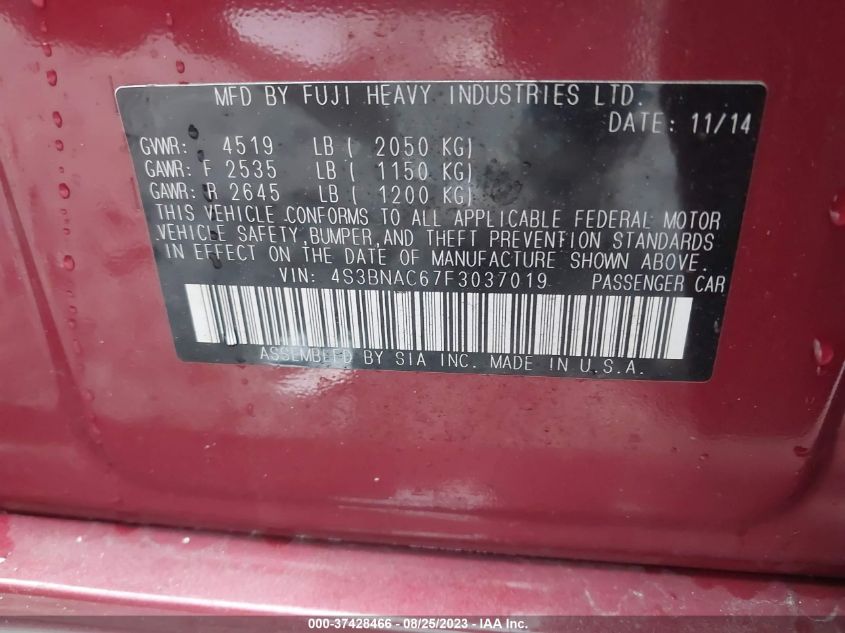 MFD BY FUJI HEAVY INDUSTRIES LTD.
DATE: 11/14
GVWR: 4519 LB ( 2050 KG)
GAWR: F 2535 LB ( 1150 KG)
GAWR: R 2645 LB ( 1200 KG)
THIS VEHICLE CONFORMS TO ALL APPLICABLE FEDERAL MOTOR
VEHICLE SAFETY,BUMPER,AND THEFT PREVENTION STANDARDS
IN EFFECT ON THE DATE OF MANUFACTURE SHOWN ABOVE.
VIN: 4S3BNAC67F3037019 PASSENGER CAR
ASSEMBLED BY SIA INC. MADE IN U.S.A.
000-37428466 - 08/25/2023 - IAA Inc.